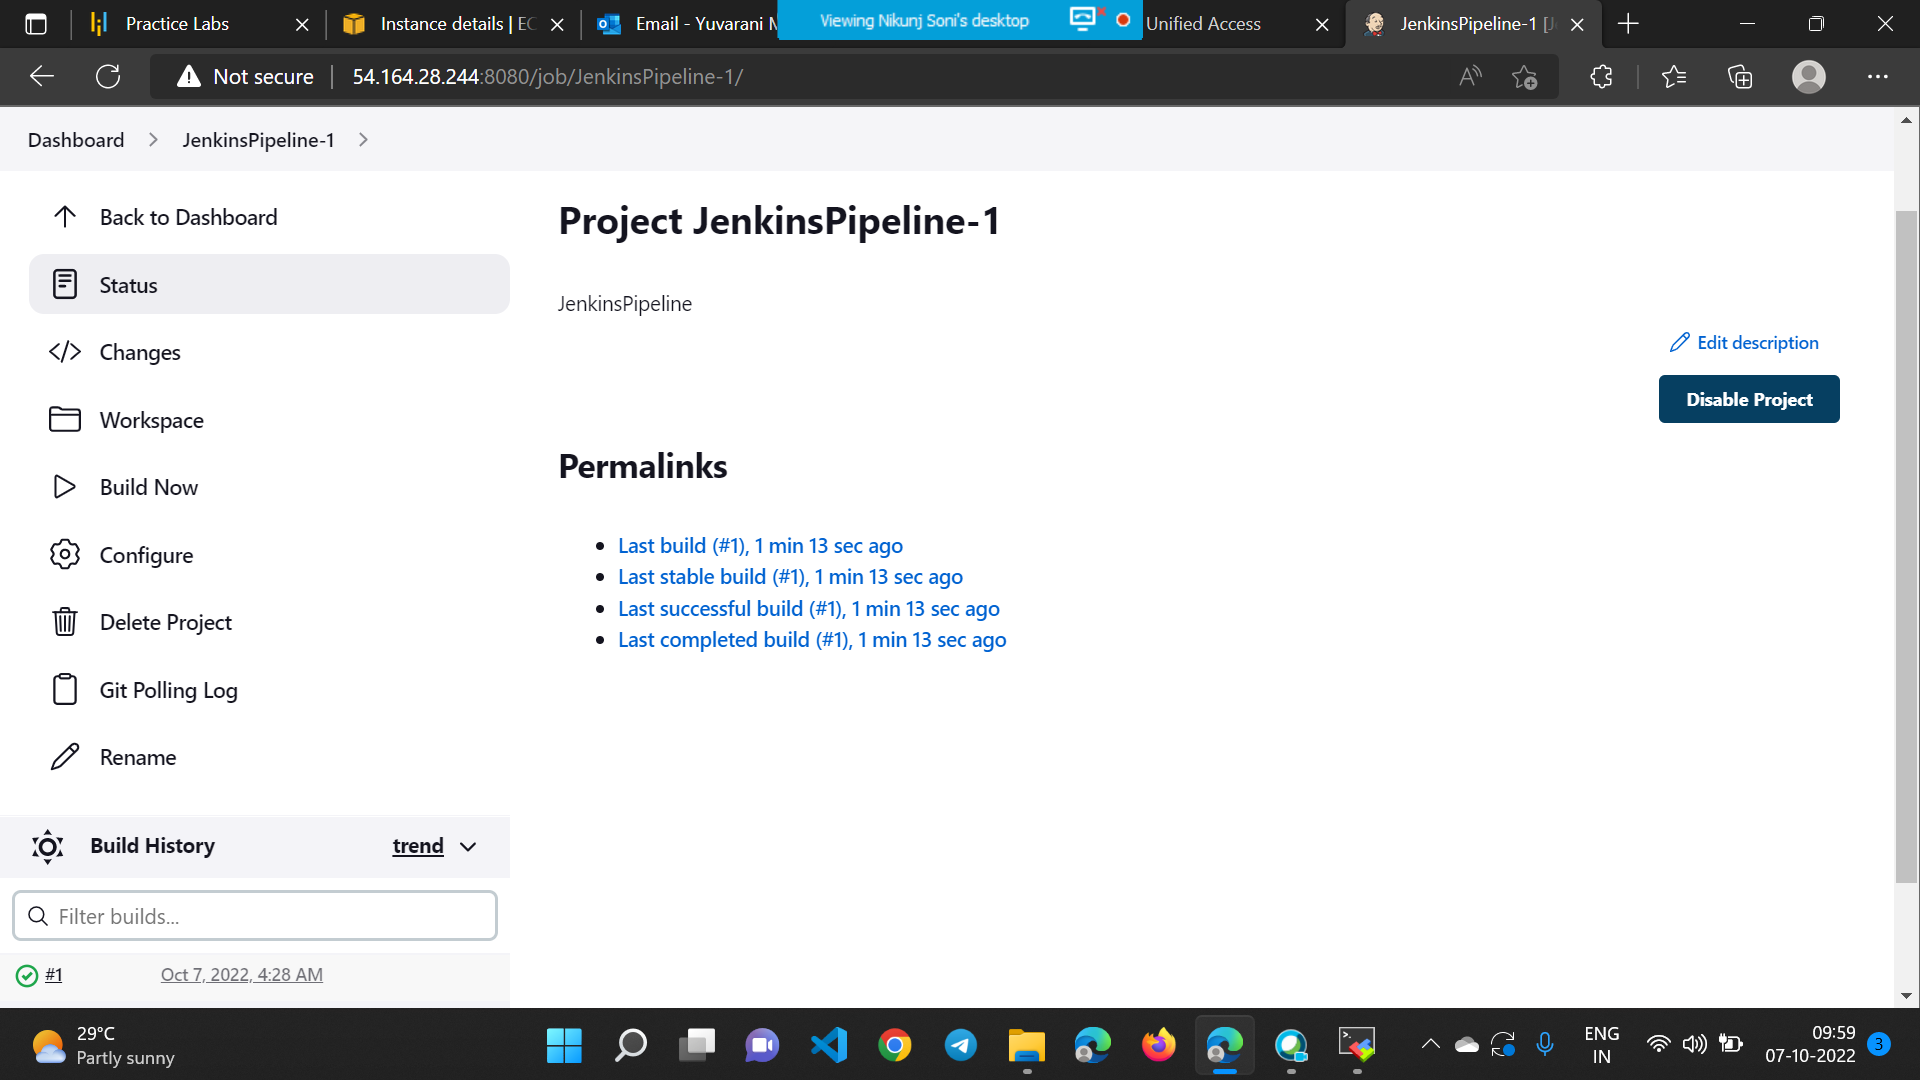 Practice Labs
Instance details | EC
Email - Yuvarani M
Viewing Nikunj Soni's desktop
Unified Access
JenkinsPipeline-1 [J
Not secure
54.164.28.244:8080/job/JenkinsPipeline-1/
Dashboard
JenkinsPipeline-1
Back to Dashboard
Status
Changes
Workspace
Build Now
Configure
Delete Project
Git Polling Log
Rename
Build History
trend
Filter builds...
#1
Oct 7, 2022, 4:28 AM
Project JenkinsPipeline-1
JenkinsPipeline
Edit description
Disable Project
Permalinks
Last build (#1), 1 min 13 sec ago
Last stable build (#1), 1 min 13 sec ago
Last successful build (#1), 1 min 13 sec ago
Last completed build (#1), 1 min 13 sec ago
29°C
Partly sunny
ENG
IN
09:59
07-10-2022
3